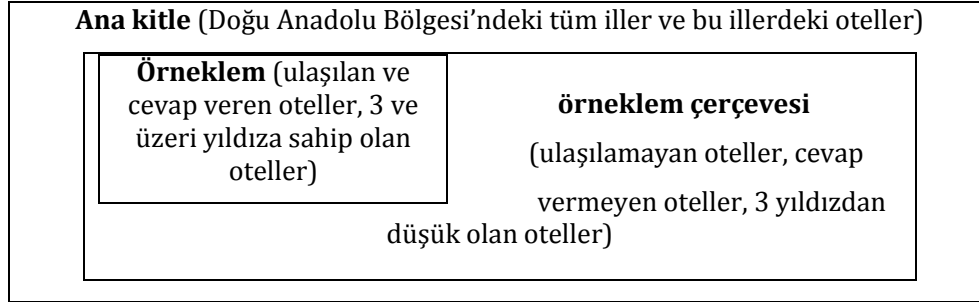 Ana kitle (Doğu Anadolu Bölgesi’ndeki tüm iller ve bu illerdeki oteller)
Örneklem (ulaşılan ve
cevap veren oteller, 3 ve
üzeri yıldıza sahip olan
oteller)
örneklem çerçevesi
(ulaşılamayan oteller, cevap
vermeyen oteller, 3 yıldızdan
düşük olan oteller)